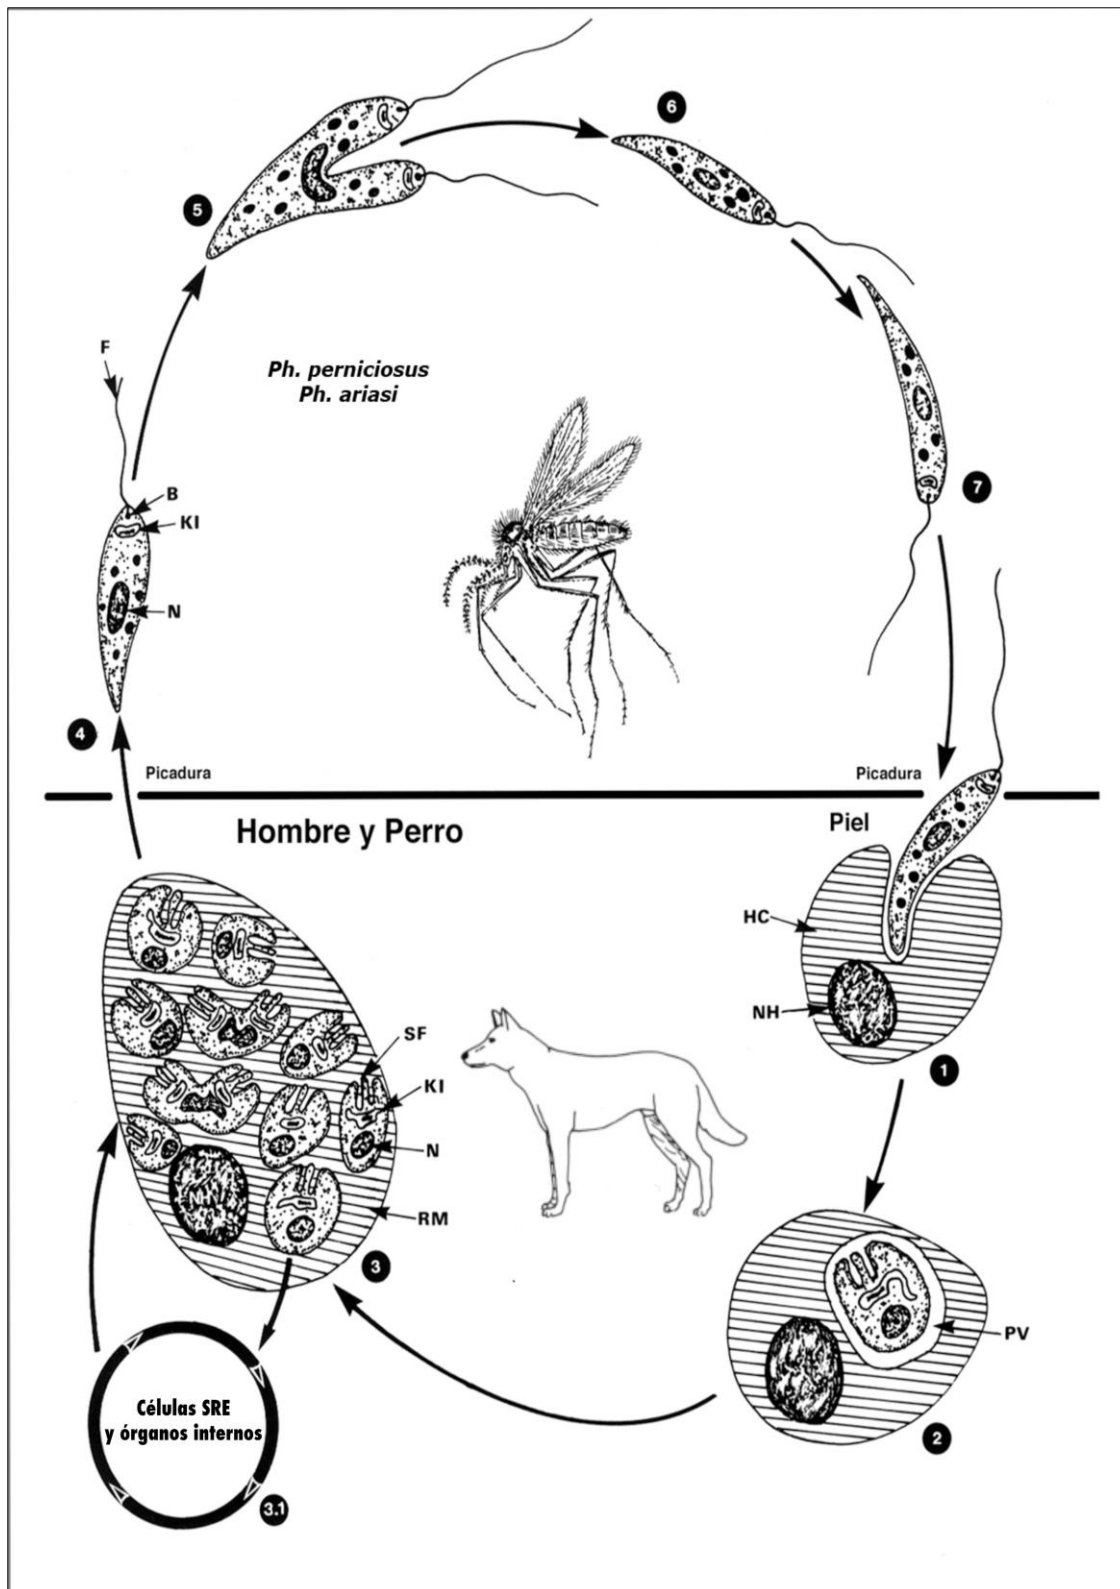 6
5
F
Ph. perniciosus
Ph. ariasi
B
KI
N
7
4
Picadura
Picadura
Hombre y Perro
Piel
HC
NH
1
SF
KI
N
RM
3
PV
2
Células SRE
y órganos internos
3.1